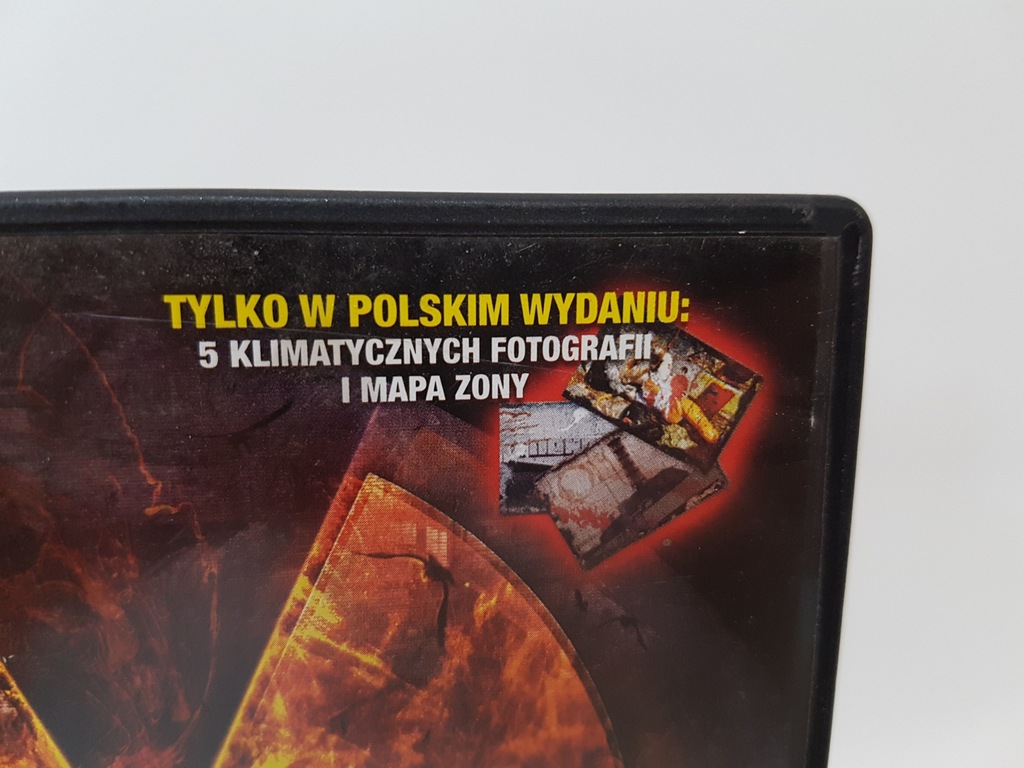 TYLKO W POLSKIM WYDANIU:
5 KLIMATYCZNYCH FOTOGRAFII
I MAPA ZONY